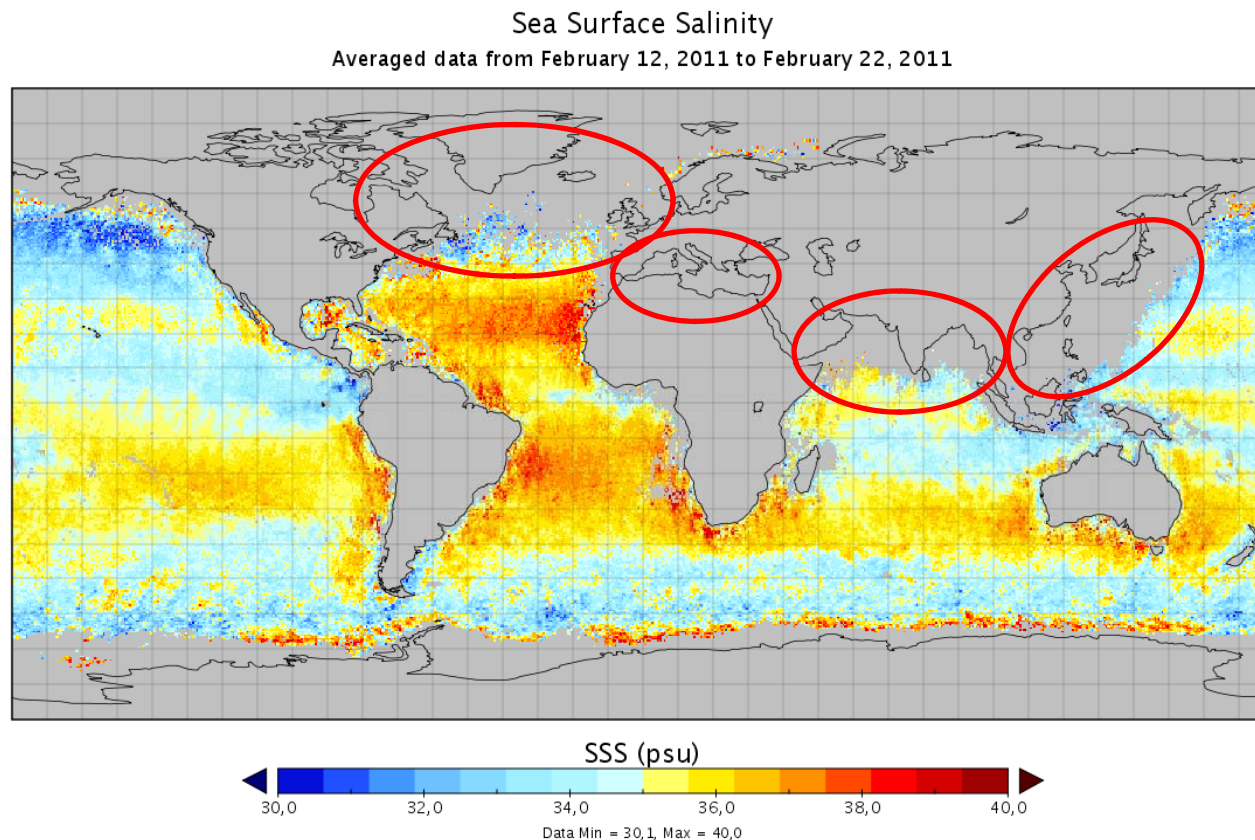 Sea Surface Salinity
Averaged data from February 12, 2011 to February 22, 2011
SSS (psu)
30,0 32,0 34,0 36,0 38,0 40,0
Data Min = 30,1, Max = 40,0